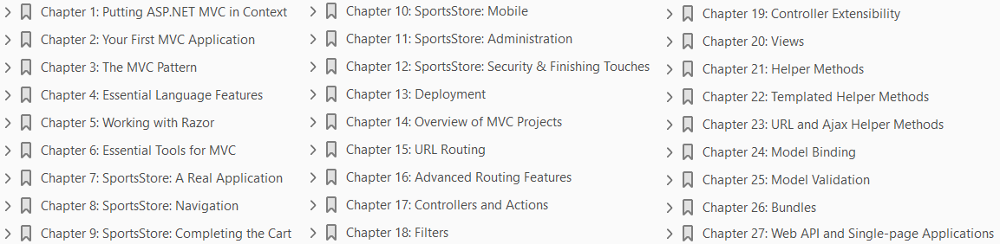 Chapter 1: Putting ASP.NET MVC in Context
Chapter 2: Your First MVC Application
Chapter 3: The MVC Pattern
Chapter 4: Essential Language Features
Chapter 5: Working with Razor
Chapter 6: Essential Tools for MVC
Chapter 7: SportsStore: A Real Application
Chapter 8: SportsStore: Navigation
Chapter 9: SportsStore: Completing the Cart
Chapter 10: SportsStore: Mobile
Chapter 11: SportsStore: Administration
Chapter 12: SportsStore: Security & Finishing Touches
Chapter 13: Deployment
Chapter 14: Overview of MVC Projects
Chapter 15: URL Routing
Chapter 16: Advanced Routing Features
Chapter 17: Controllers and Actions
Chapter 18: Filters
Chapter 19: Controller Extensibility
Chapter 20: Views
Chapter 21: Helper Methods
Chapter 22: Templated Helper Methods
Chapter 23: URL and Ajax Helper Methods
Chapter 24: Model Binding
Chapter 25: Model Validation
Chapter 26: Bundles
Chapter 27: Web API and Single-page Applications